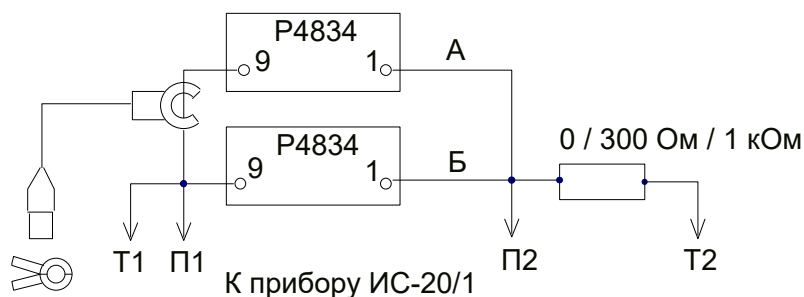 Р4834
9 1
А
Р4834
9 1
Б
0 / 300 Ом / 1 кОм
Т1 П1 П2 Т2
К прибору ИС-20/1